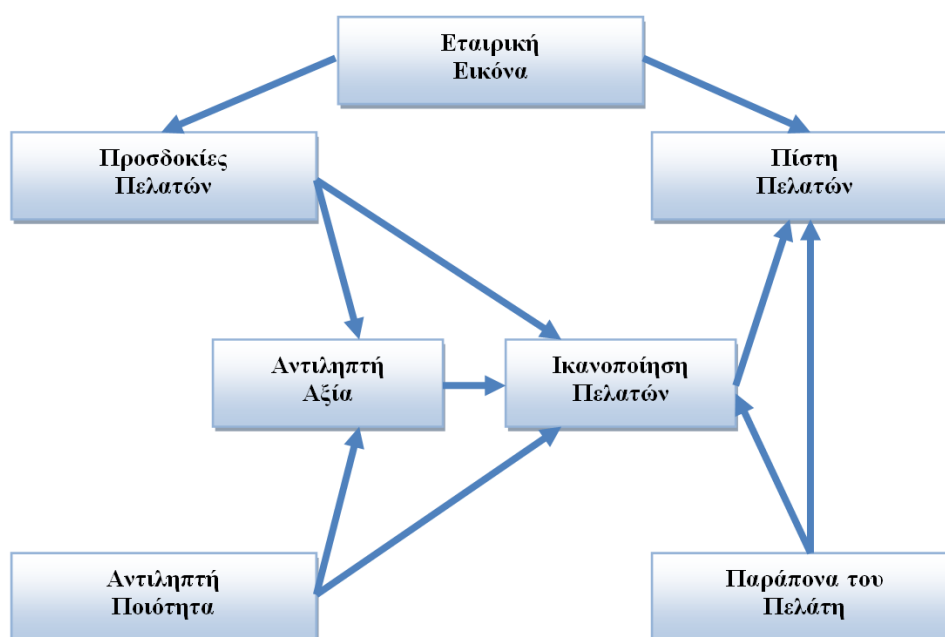 Εταιρική
Εικόνα
Προσδοκίες
Πελατών
Πίστη
Πελατών
Αντιληπτή
Αξία
Ικανοποίηση
Πελατών
Αντιληπτή
Ποιότητα
Παράπονα του
Πελάτη